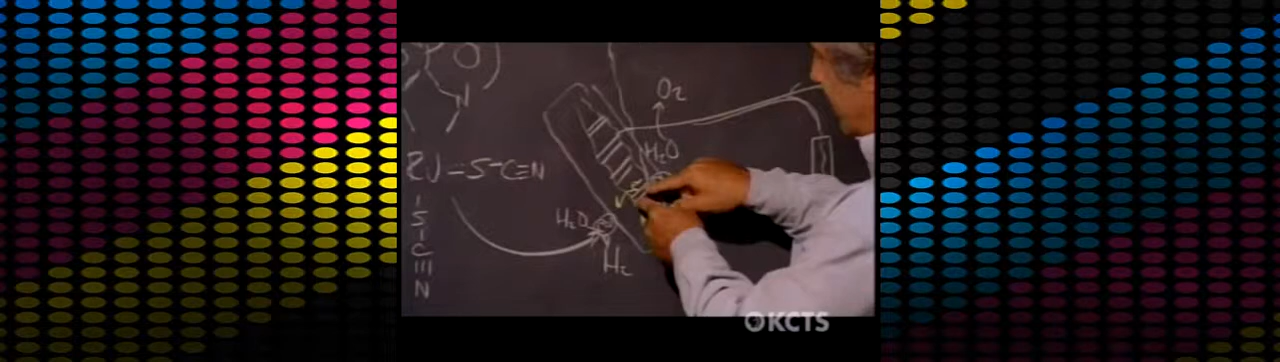 N
O₂
H₂O
RU-S-C≡N
S
C
N
H₂O
H₂
KCTS